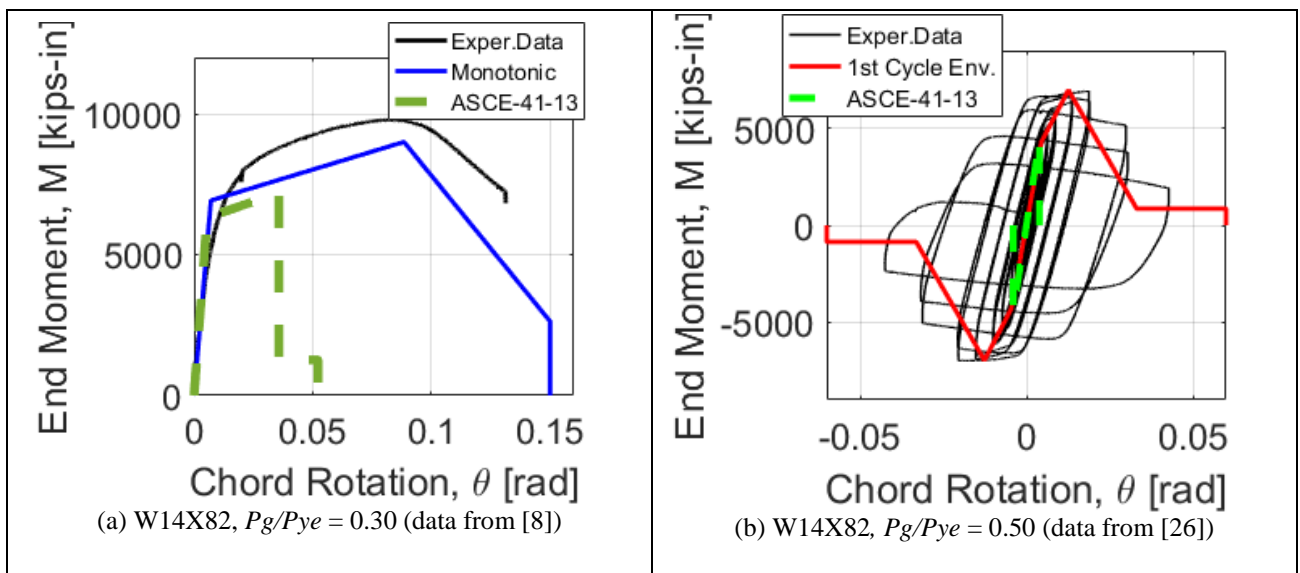 Exper.Data
Monotonic
ASCE-41-13
10000
5000
0
0
0.05
0.1
0.15
End Moment, M [kips-in]
Chord Rotation, θ [rad]
(a) W14X82, Pg/Pye = 0.30 (data from [8])
Exper.Data
1st Cycle Env.
ASCE-41-13
5000
0
-5000
-0.05
0
0.05
End Moment, M [kips-in]
Chord Rotation, θ [rad]
(b) W14X82, Pg/Pye = 0.50 (data from [26])